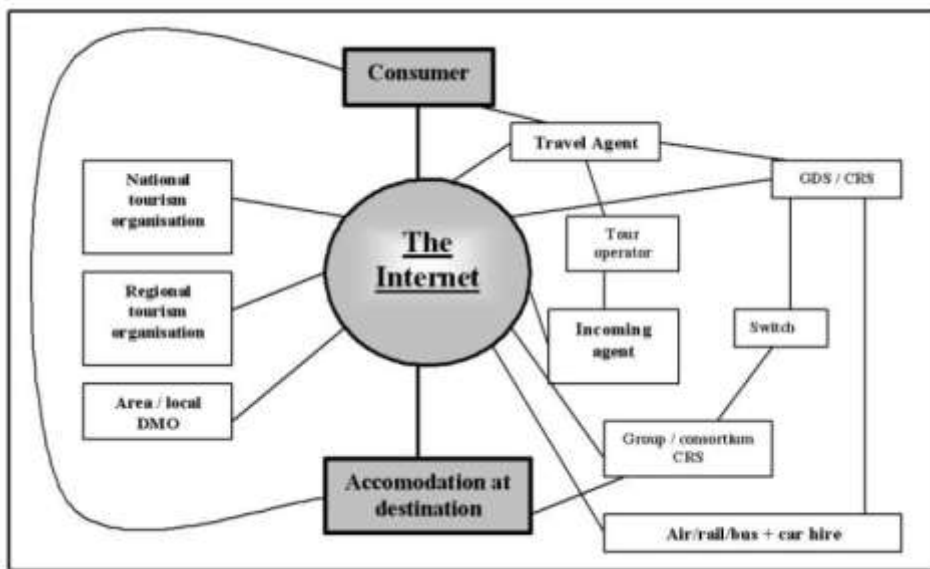 Consumer
Travel Agent
National
tourism
organisation
GDS / CRS
The
Internet
Tour
operator
Regional
tourism
organisation
Incoming
agent
Switch
Area / local
DMO
Group / consortium
CRS
Accomodation at
destination
Air/rail/bus + car hire